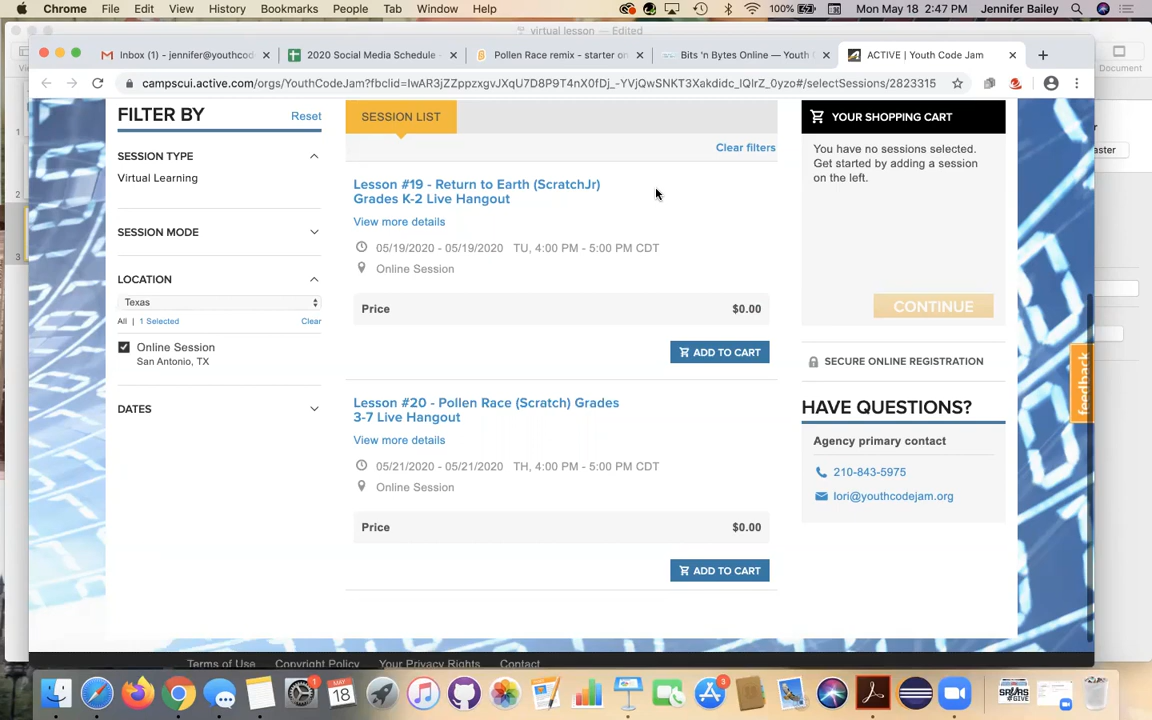 Chrome File Edit View History Bookmarks People Tab Window Help 100% Mon May 18 2:47 PM Jennifer Bailey
virtual lesson — Edited
Inbox (1) - jennifer@youthcod
2020 Social Media Schedule -
Pollen Race remix - starter on
Bits 'n Bytes Online — Youth
ACTIVE | Youth Code Jam
Document
campscui.active.com/orgs/YouthCodeJam?fbclid=IwAR3jZZppzxgvJXqU7D8P9T4nX0fDj_-YVjQwSNKT3Xakdidc_lQIrZ_0yzo#/selectSessions/2823315
FILTER BY
Reset
SESSION TYPE
Virtual Learning
SESSION MODE
LOCATION
Texas
All | 1 Selected
Clear
Online Session
San Antonio, TX
DATES
SESSION LIST
Clear filters
Lesson #19 - Return to Earth (ScratchJr)
Grades K-2 Live Hangout
View more details
05/19/2020 - 05/19/2020 TU, 4:00 PM - 5:00 PM CDT
Online Session
Price $0.00
ADD TO CART
Lesson #20 - Pollen Race (Scratch) Grades
3-7 Live Hangout
View more details
05/21/2020 - 05/21/2020 TH, 4:00 PM - 5:00 PM CDT
Online Session
Price $0.00
ADD TO CART
YOUR SHOPPING CART
You have no sessions selected.
Get started by adding a session
on the left.
CONTINUE
SECURE ONLINE REGISTRATION
HAVE QUESTIONS?
Agency primary contact
210-843-5975
lori@youthcodejam.org
feedback
Terms of Use Copyright Policy Your Privacy Rights Contact
1
2
3
MAY
18
1
3